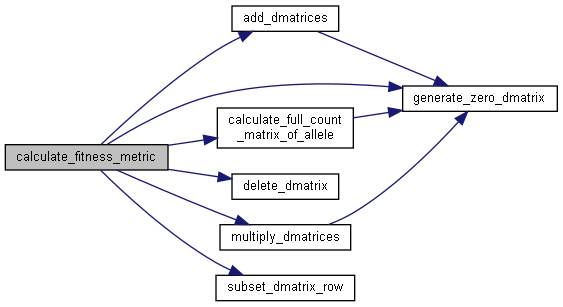 add_dmatrices
generate_zero_dmatrix
calculate_full_count
_matrix_of_allele
calculate_fitness_metric
delete_dmatrix
multiply_dmatrices
subset_dmatrix_row